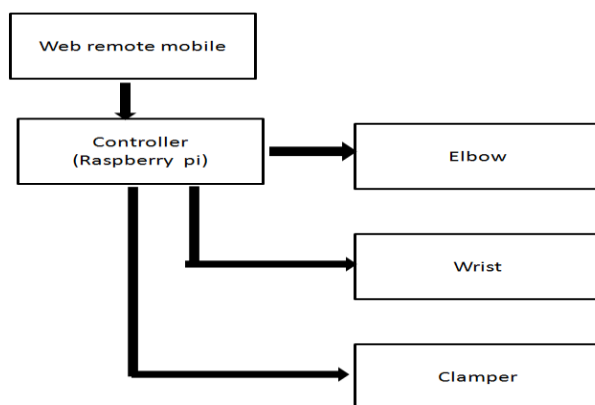 Web remote mobile
Controller
(Raspberry pi)
Elbow
Wrist
Clamper